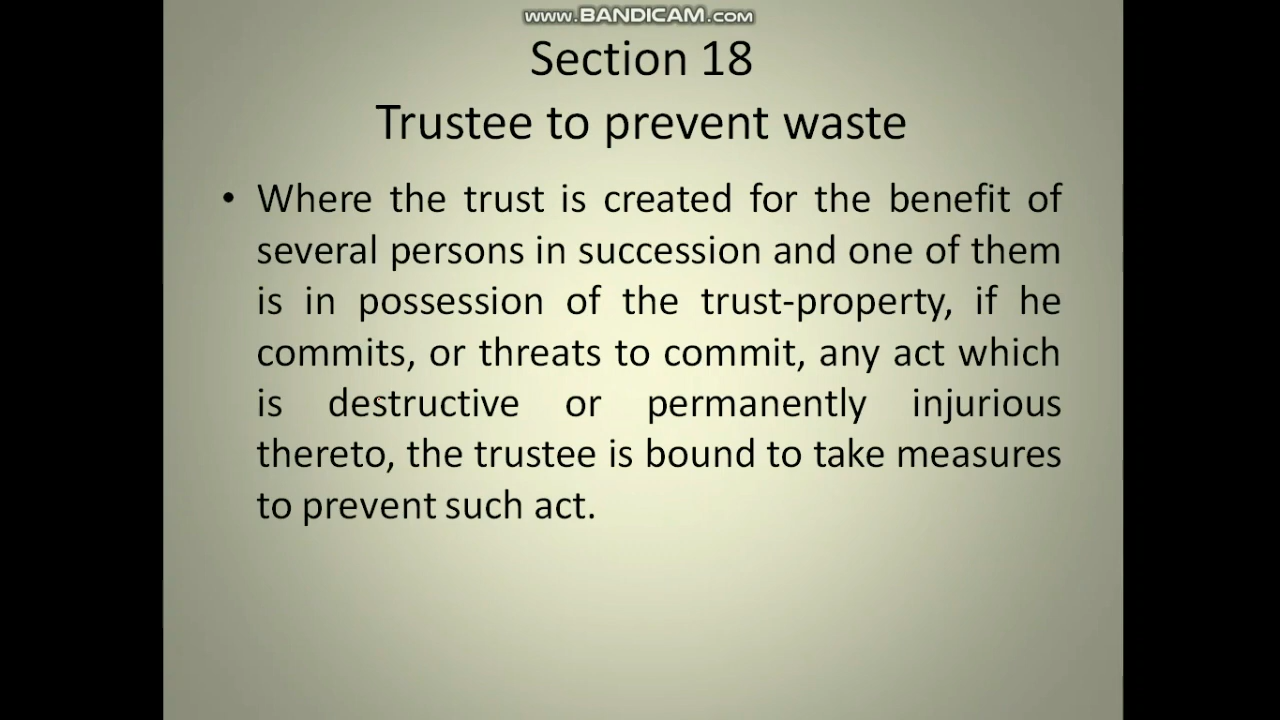 www.BANDICAM.com
Section 18
Trustee to prevent waste
• Where the trust is created for the benefit of
several persons in succession and one of them
is in possession of the trust-property, if he
commits, or threats to commit, any act which
is destructive or permanently injurious
thereto, the trustee is bound to take measures
to prevent such act.